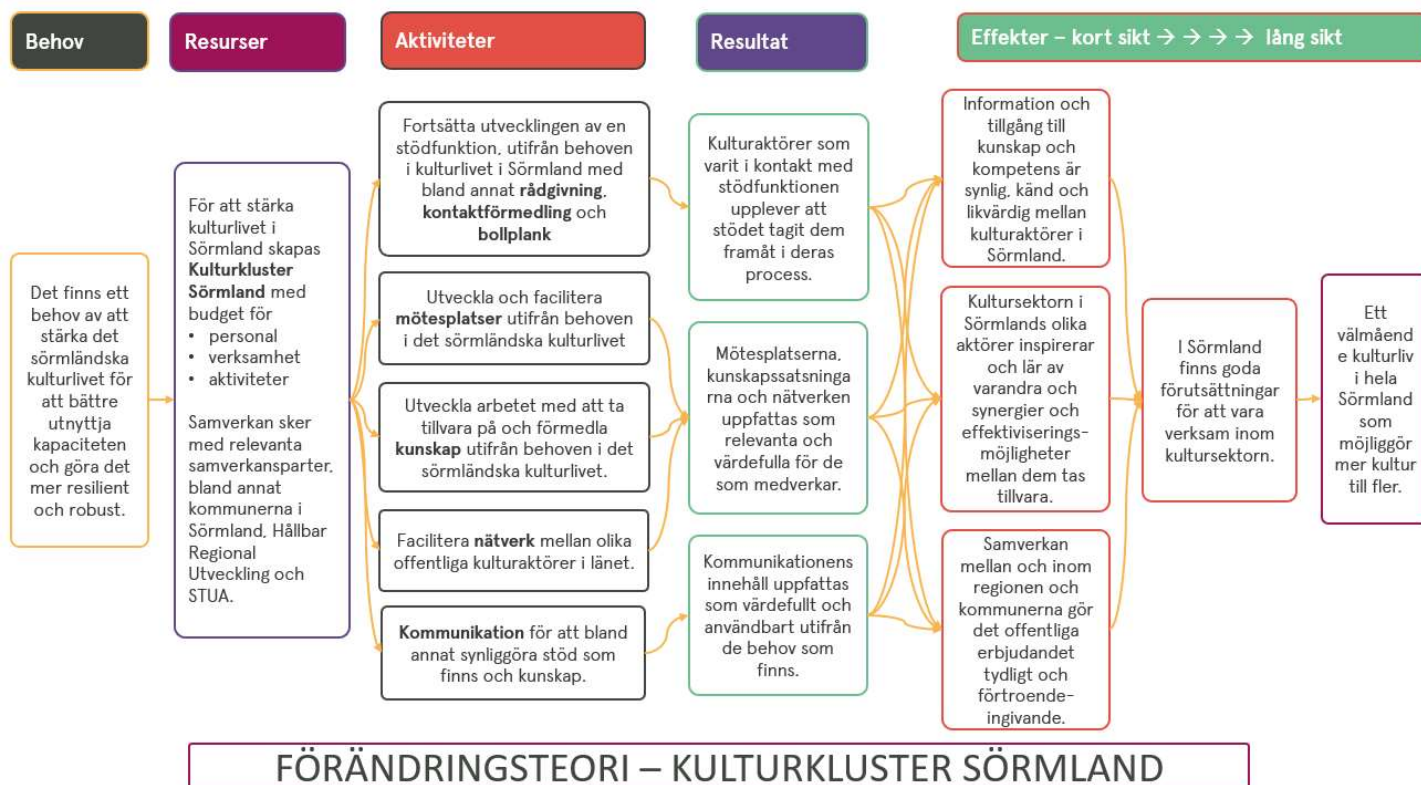 Behov
Resurser
Aktiviteter
Resultat
Effekter – kort sikt → → → → lång sikt
Det finns ett
behov av att
stärka det
sörmländska
kulturlivet för
att bättre
utnyttja
kapaciteten
och göra det
mer resilient
och robust.
För att stärka
kulturlivet i
Sörmland skapas
Kulturkluster
Sörmland med
budget för
• personal
• verksamhet
• aktiviteter
Samverkan sker
med relevanta
samverkansparter,
bland annat
kommunerna i
Sörmland, Hållbar
Regional
Utveckling och
STUA.
Fortsätta utvecklingen av en
stödfunktion, utifrån behoven
i kulturlivet i Sörmland med
bland annat rådgivning,
kontaktförmedling och
bollplank
Utveckla och facilitera
mötesplatser utifrån behoven
i det sörmländska kulturlivet
Utveckla arbetet med att ta
tillvara på och förmedla
kunskap utifrån behoven i det
sörmländska kulturlivet.
Facilitera nätverk mellan olika
offentliga kulturaktörer i länet.
Kommunikation för att bland
annat synliggöra stöd som
finns och kunskap.
Kulturaktörer som
varit i kontakt med
stödfunktionen
upplever att
stödet tagit dem
framåt i deras
process.
Mötesplatserna,
kunskapssatsninga
rna och nätverken
uppfattas som
relevanta och
värdefulla för de
som medverkar.
Kommunikationens
innehåll uppfattas
som värdefullt och
användbart utifrån
de behov som
finns.
Information och
tillgång till
kunskap och
kompetens är
synlig, känd och
likvärdig mellan
kulturaktörer i
Sörmland.
Kultursektorn i
Sörmlands olika
aktörer inspirerar
och lär av
varandra och
synergier och
effektiviserings-
möjligheter
mellan dem tas
tillvara.
Samverkan
mellan och inom
regionen och
kommunerna gör
det offentliga
erbjudandet
tydligt och
förtroende-
ingivande.
I Sörmland
finns goda
förutsättningar
för att vara
verksam inom
kultursektorn.
Ett
välmåend
e kulturliv
i hela
Sörmland
som
möjliggör
mer kultur
till fler.
FÖRÄNDRINGSTEORI – KULTURKLUSTER SÖRMLAND